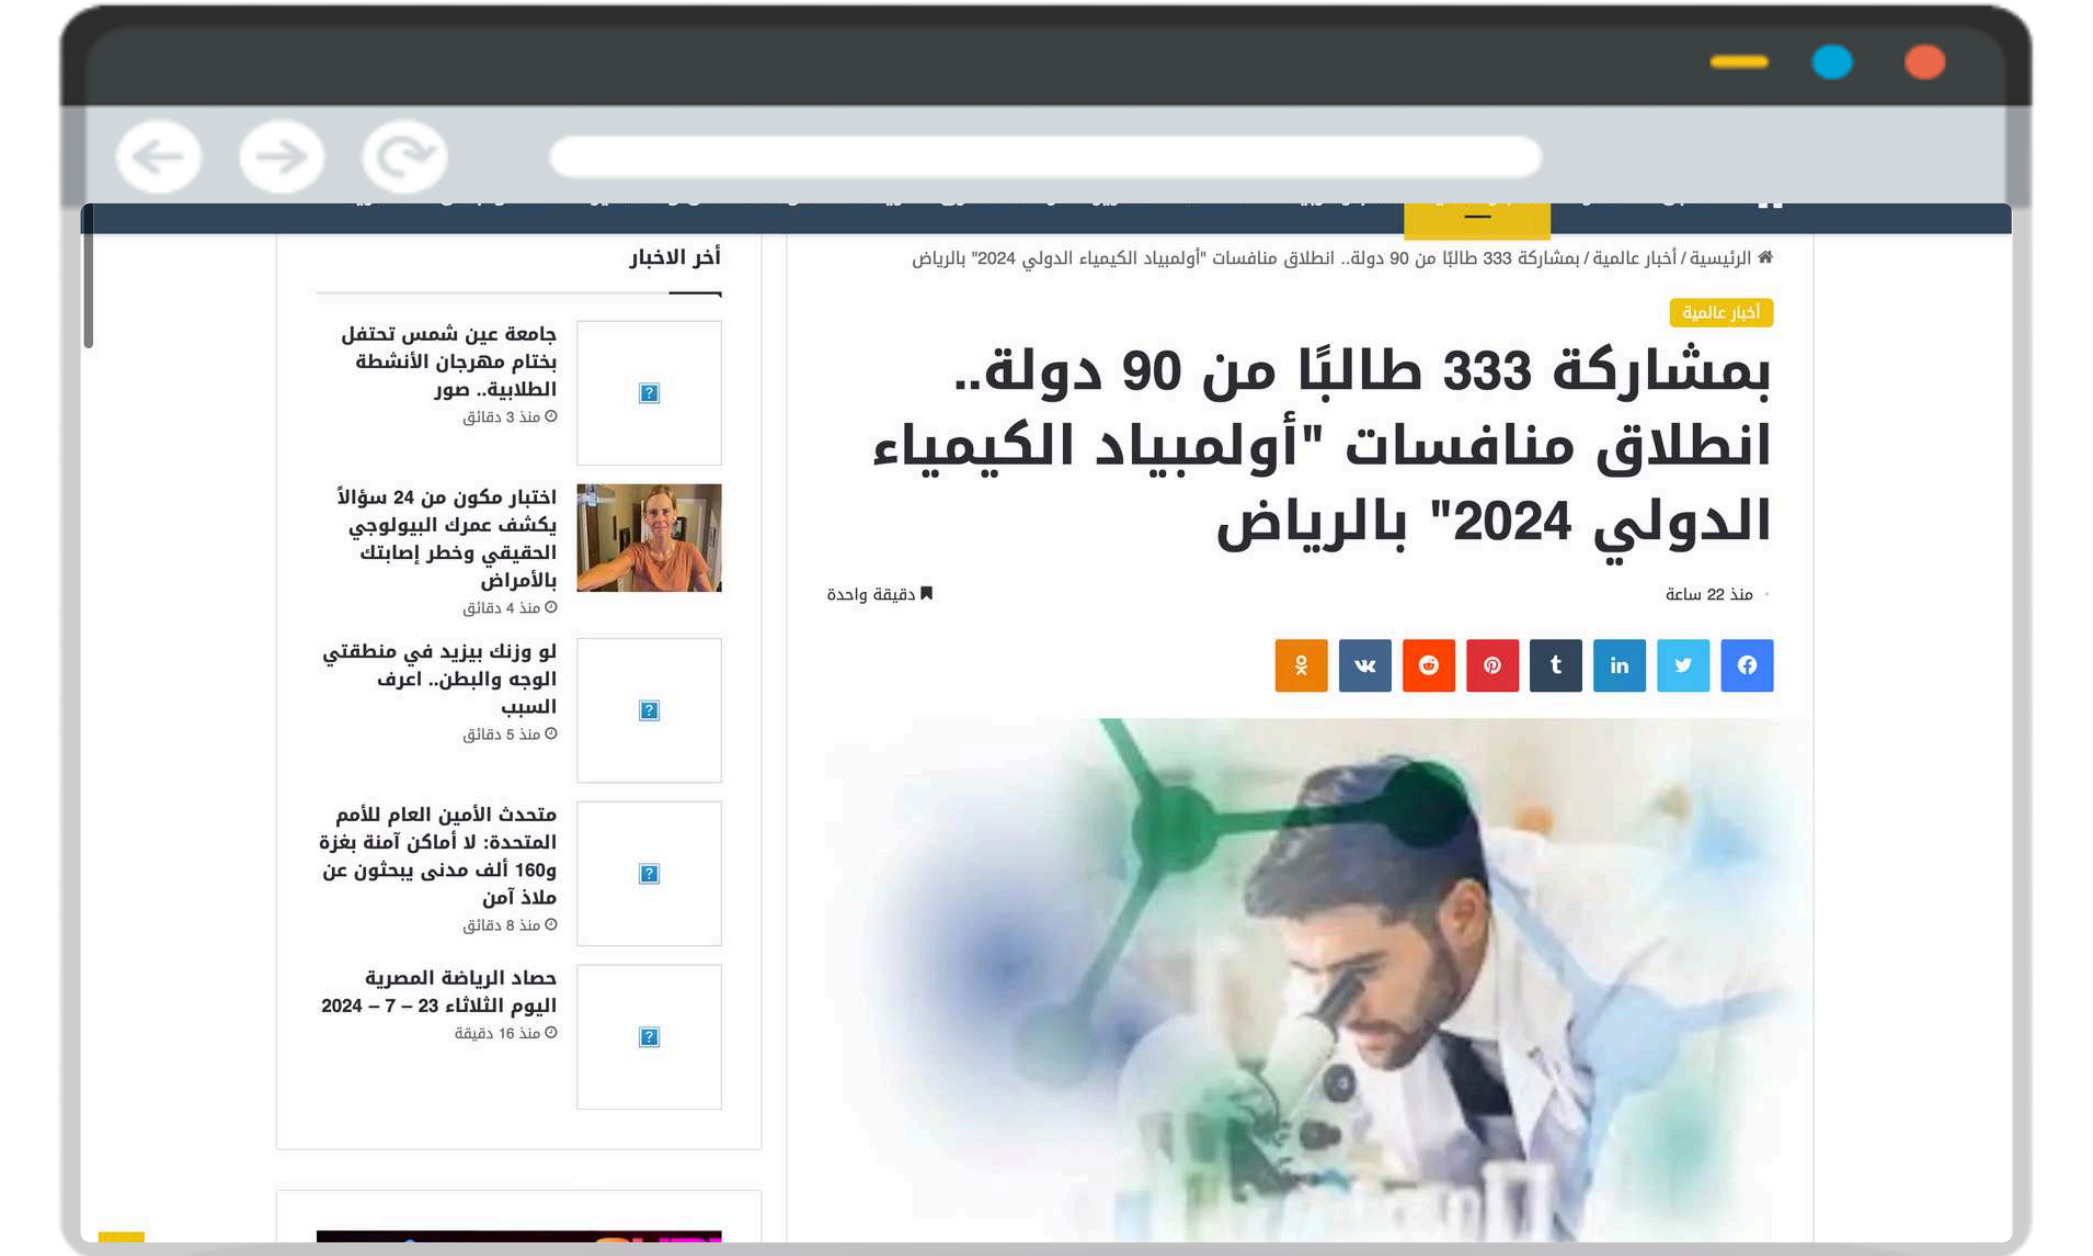 الرئيسية / أخبار عالمية / بمشاركة 333 طالبًا من 90 دولة.. انطلاق منافسات "أولمبياد الكيمياء الدولي 2024" بالرياض
أخبار عالمية
بمشاركة 333 طالبًا من 90 دولة..
انطلاق منافسات "أولمبياد الكيمياء
الدولي 2024" بالرياض
منذ 22 ساعة
دقيقة واحدة
أخر الاخبار
جامعة عين شمس تحتفل
بختام مهرجان الأنشطة
الطلابية.. صور
منذ 3 دقائق
اختبار مكون من 24 سؤالاً
يكشف عمرك البيولوجي
الحقيقي وخطر إصابتك
بالأمراض
منذ 4 دقائق
لو وزنك بيزيد في منطقتي
الوجه والبطن.. اعرف
السبب
منذ 5 دقائق
متحدث الأمين العام للأمم
المتحدة: لا أماكن آمنة بغزة
و160 ألف مدنى يبحثون عن
ملاذ آمن
منذ 8 دقائق
حصاد الرياضة المصرية
اليوم الثلاثاء 23 – 7 – 2024
منذ 16 دقيقة